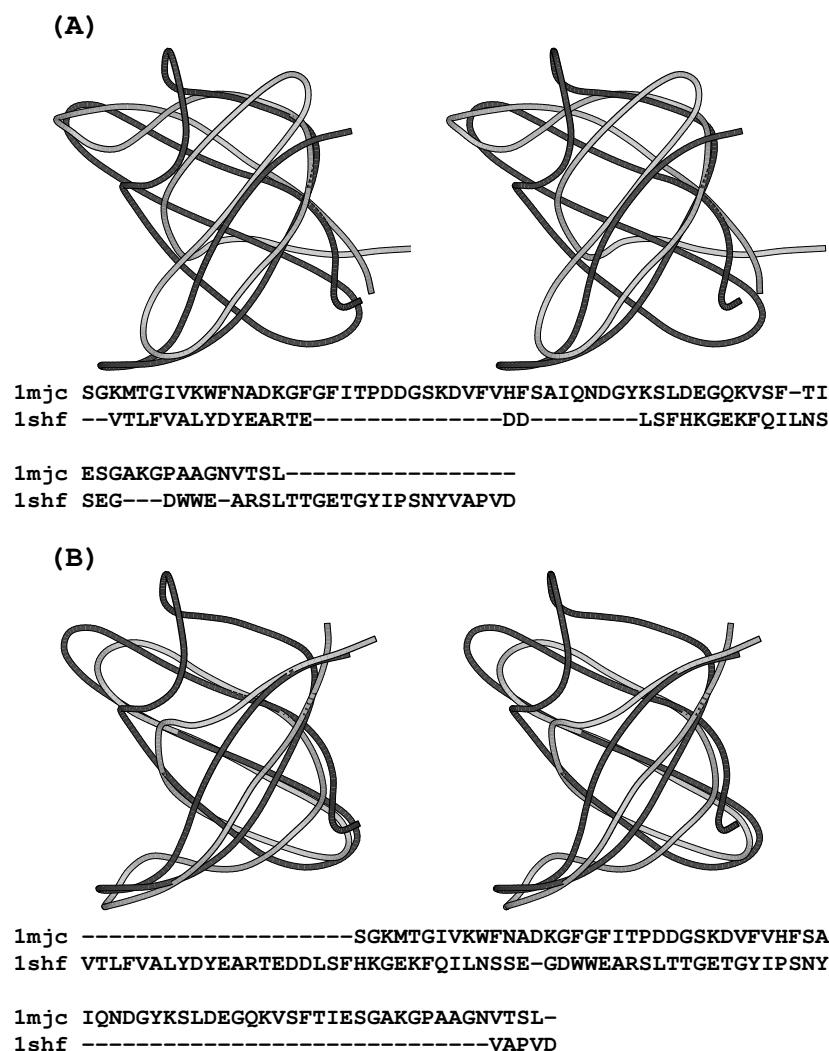 (A)
1mjc SGKMTGIVKWFNADKGFGFITPDDGSKDVFVHFSAIQNDGYKSLDEGQKVSF-TI
1shf --VTLFVALYDYEARTE--------------DD--------LSFHKGEKFQILNS
1mjc ESGAKGPAAGNVTSL-----------------
1shf SEG---DWWE-ARSLTTGETGYIPSNYVAPVD
(B)
1mjc --------------------SGKMTGIVKWFNADKGFGFITPDDGSKDVFVHFSA
1shf VTLFVALYDYEARTEDDLSFHKGEKFQILNSSE-GDWWEARSLTTGETGYIPSNY
1mjc IQNDGYKSLDEGQKVSFTIESGAKGPAAGNVTSL-
1shf ------------------------------VAPVD